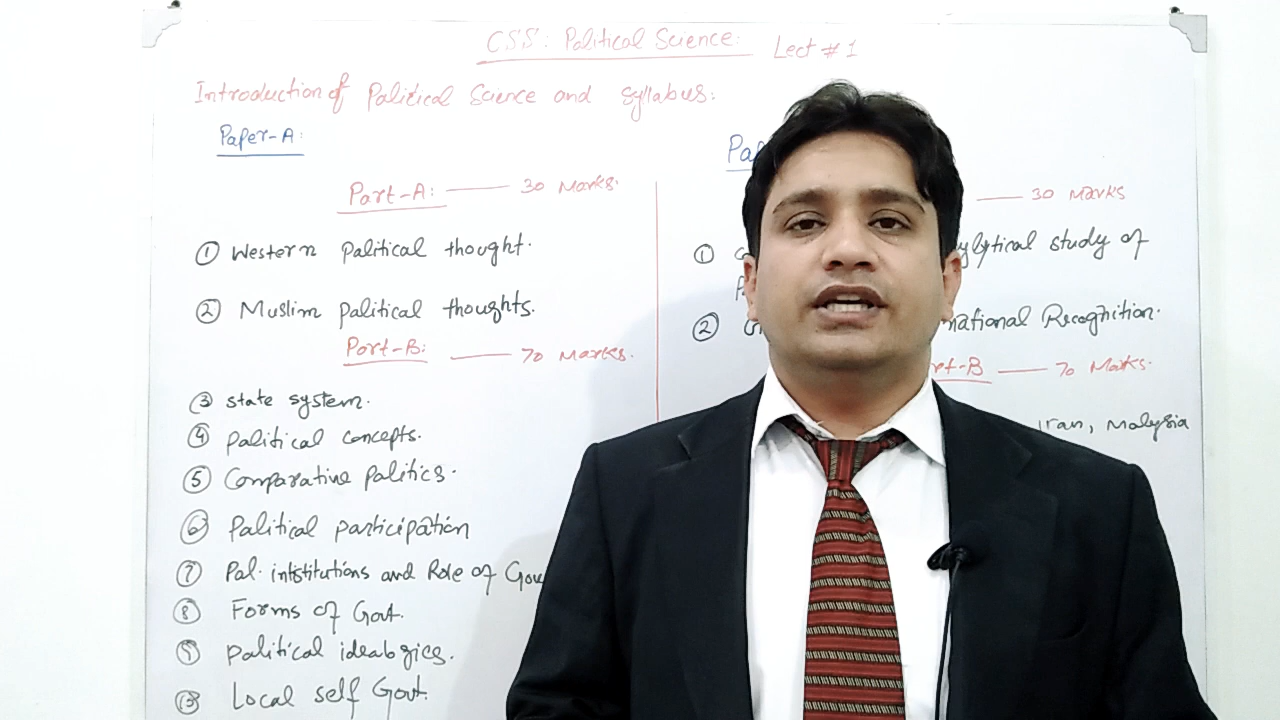 CSS: Political Science: Lect # 1
Introduction of Political Science and Syllabus:
Paper-A:
Part-A: 30 Marks.
① Western Political thought.
② Muslim Political thoughts.
Part-B: 70 Marks.
③ state system.
④ Political concepts.
⑤ Comparative Politics.
⑥ Political participation
⑦ Pol. intistitutions and Role of Gov
⑧ Forms of Govt.
⑨ Political ideologies.
⑩ Local self Govt.
Pa
30 Marks
① lytical study of
② national Recognition.
rt-B 70 Marks.
Iran, Malaysia